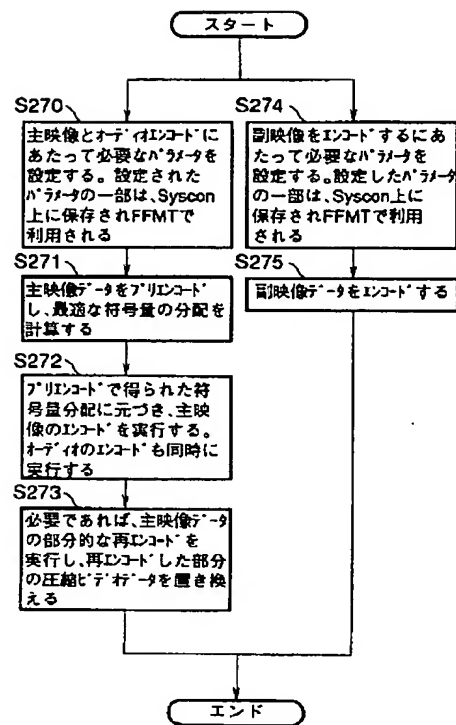 スタート
S270
主映像とオーディオエンコードに
あたって必要なパラメータを
設定する。設定された
パラメータの一部は、Syscon
上に保存されFFMTで
利用される
S271
主映像データをプリエンコード
し、最適な符号量の分配を
計算する
S272
プリエンコードで得られた符
号量分配に元づき、主映
像のエンコードを実行する。
オーディオのエンコードも同時に
実行する
S273
必要であれば、主映像データ
の部分的な再エンコードを
実行し、再エンコードした部分
の圧縮ビデオデータを置き換
える
S274
副映像をエンコードするにあ
たって必要なパラメータを
設定する。設定したパラメータ
の一部は、Syscon上に
保存されFFMTで利用
される
S275
副映像データをエンコードする
エンド